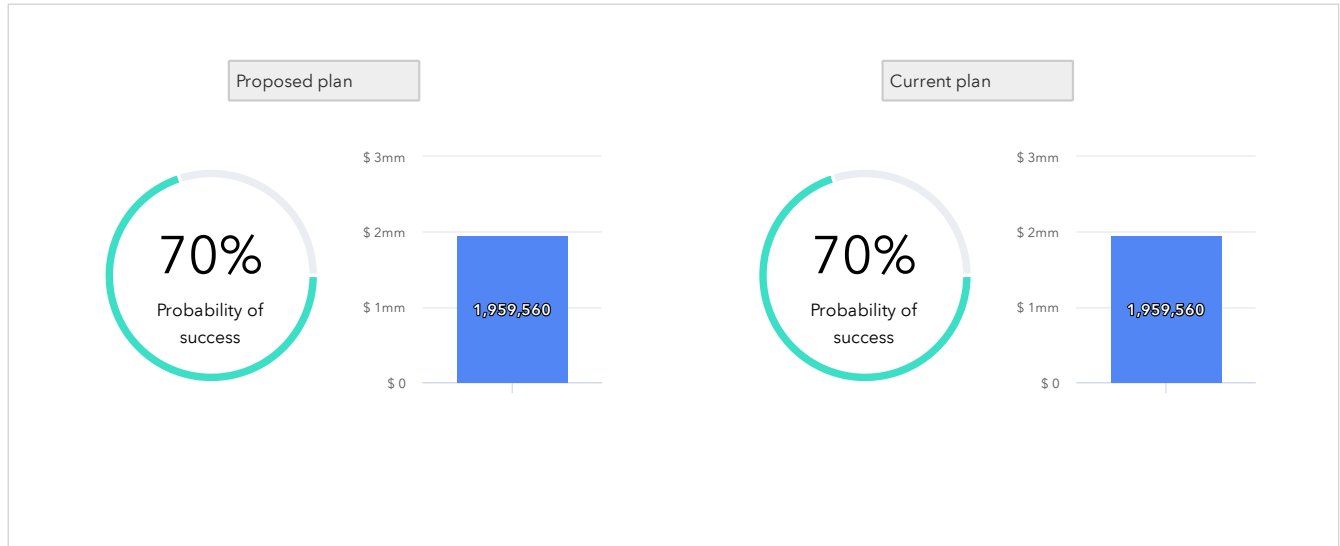 Proposed plan
Current plan
$ 3mm
$ 2mm
$ 1mm
$ 0
70%
Probability of
success
1,959,560
$ 3mm
$ 2mm
$ 1mm
$ 0
70%
Probability of
success
1,959,560